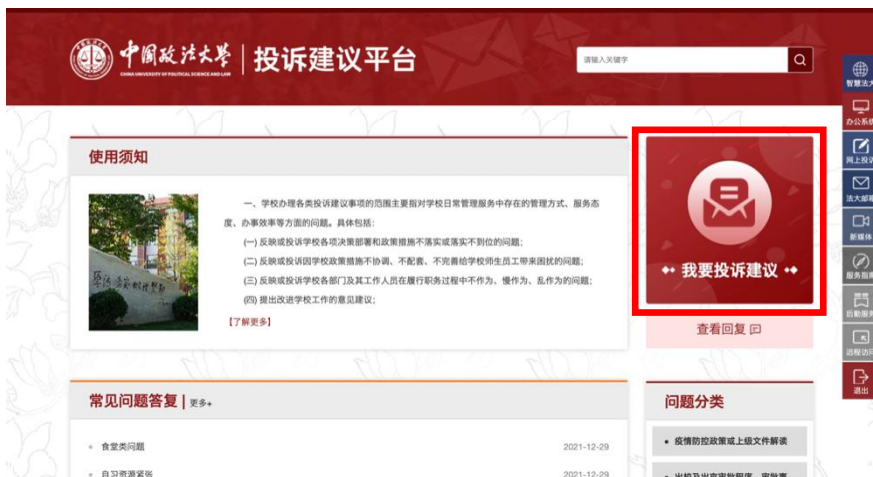 中国政法大学 投诉建议平台
CHINA UNIVERSITY OF POLITICAL SCIENCE AND LAW
请输入关键字
智慧法大
办公系统
网上投诉
法大邮箱
新媒体
服务指南
后勤服务
远程访问
退出
使用须知
一、学校办理各类投诉建议事项的范围主要指对学校日常管理服务中存在的管理方式、服务态
度、办事效率等方面的问题。具体包括：
(一) 反映或投诉学校各项决策部署和政策措施不落实或落实不到位的问题；
(二) 反映或投诉因学校政策措施不协调、不配套、不完善给学校师生员工带来困扰的问题；
(三) 反映或投诉学校各部门及其工作人员在履行职务过程中不作为、慢作为、乱作为的问题；
(四) 提出改进学校工作的意见建议；
【了解更多】
我要投诉建议
查看回复
常见问题答复 | 更多+
食堂类问题 2021-12-29
自习资源紧张 2021-12-29
问题分类
疫情防控政策或上级文件解读
出校及出京审批程序、审批事